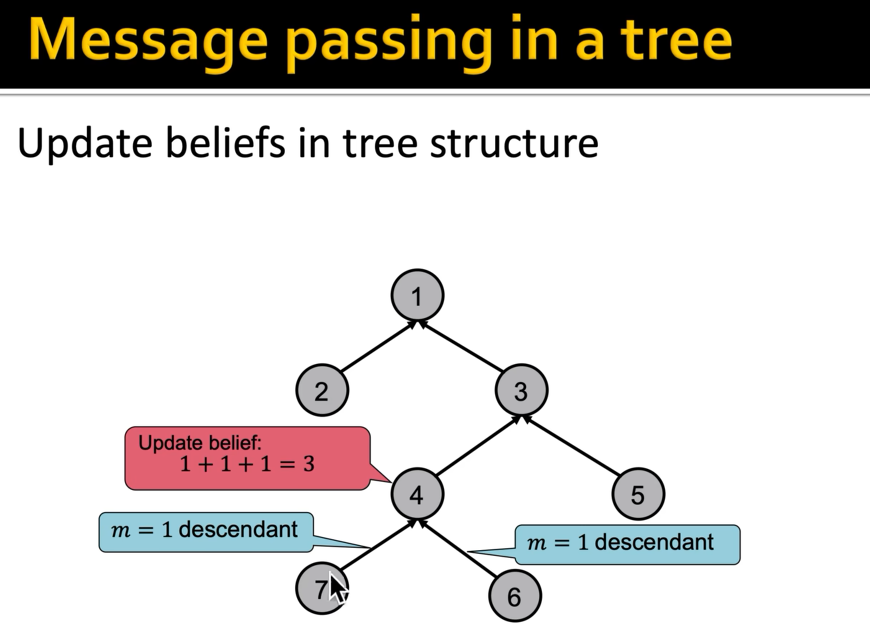 Message passing in a tree
Update beliefs in tree structure
1
2
3
Update belief:
1 + 1 + 1 = 3
4
5
m = 1 descendant
m = 1 descendant
7
6